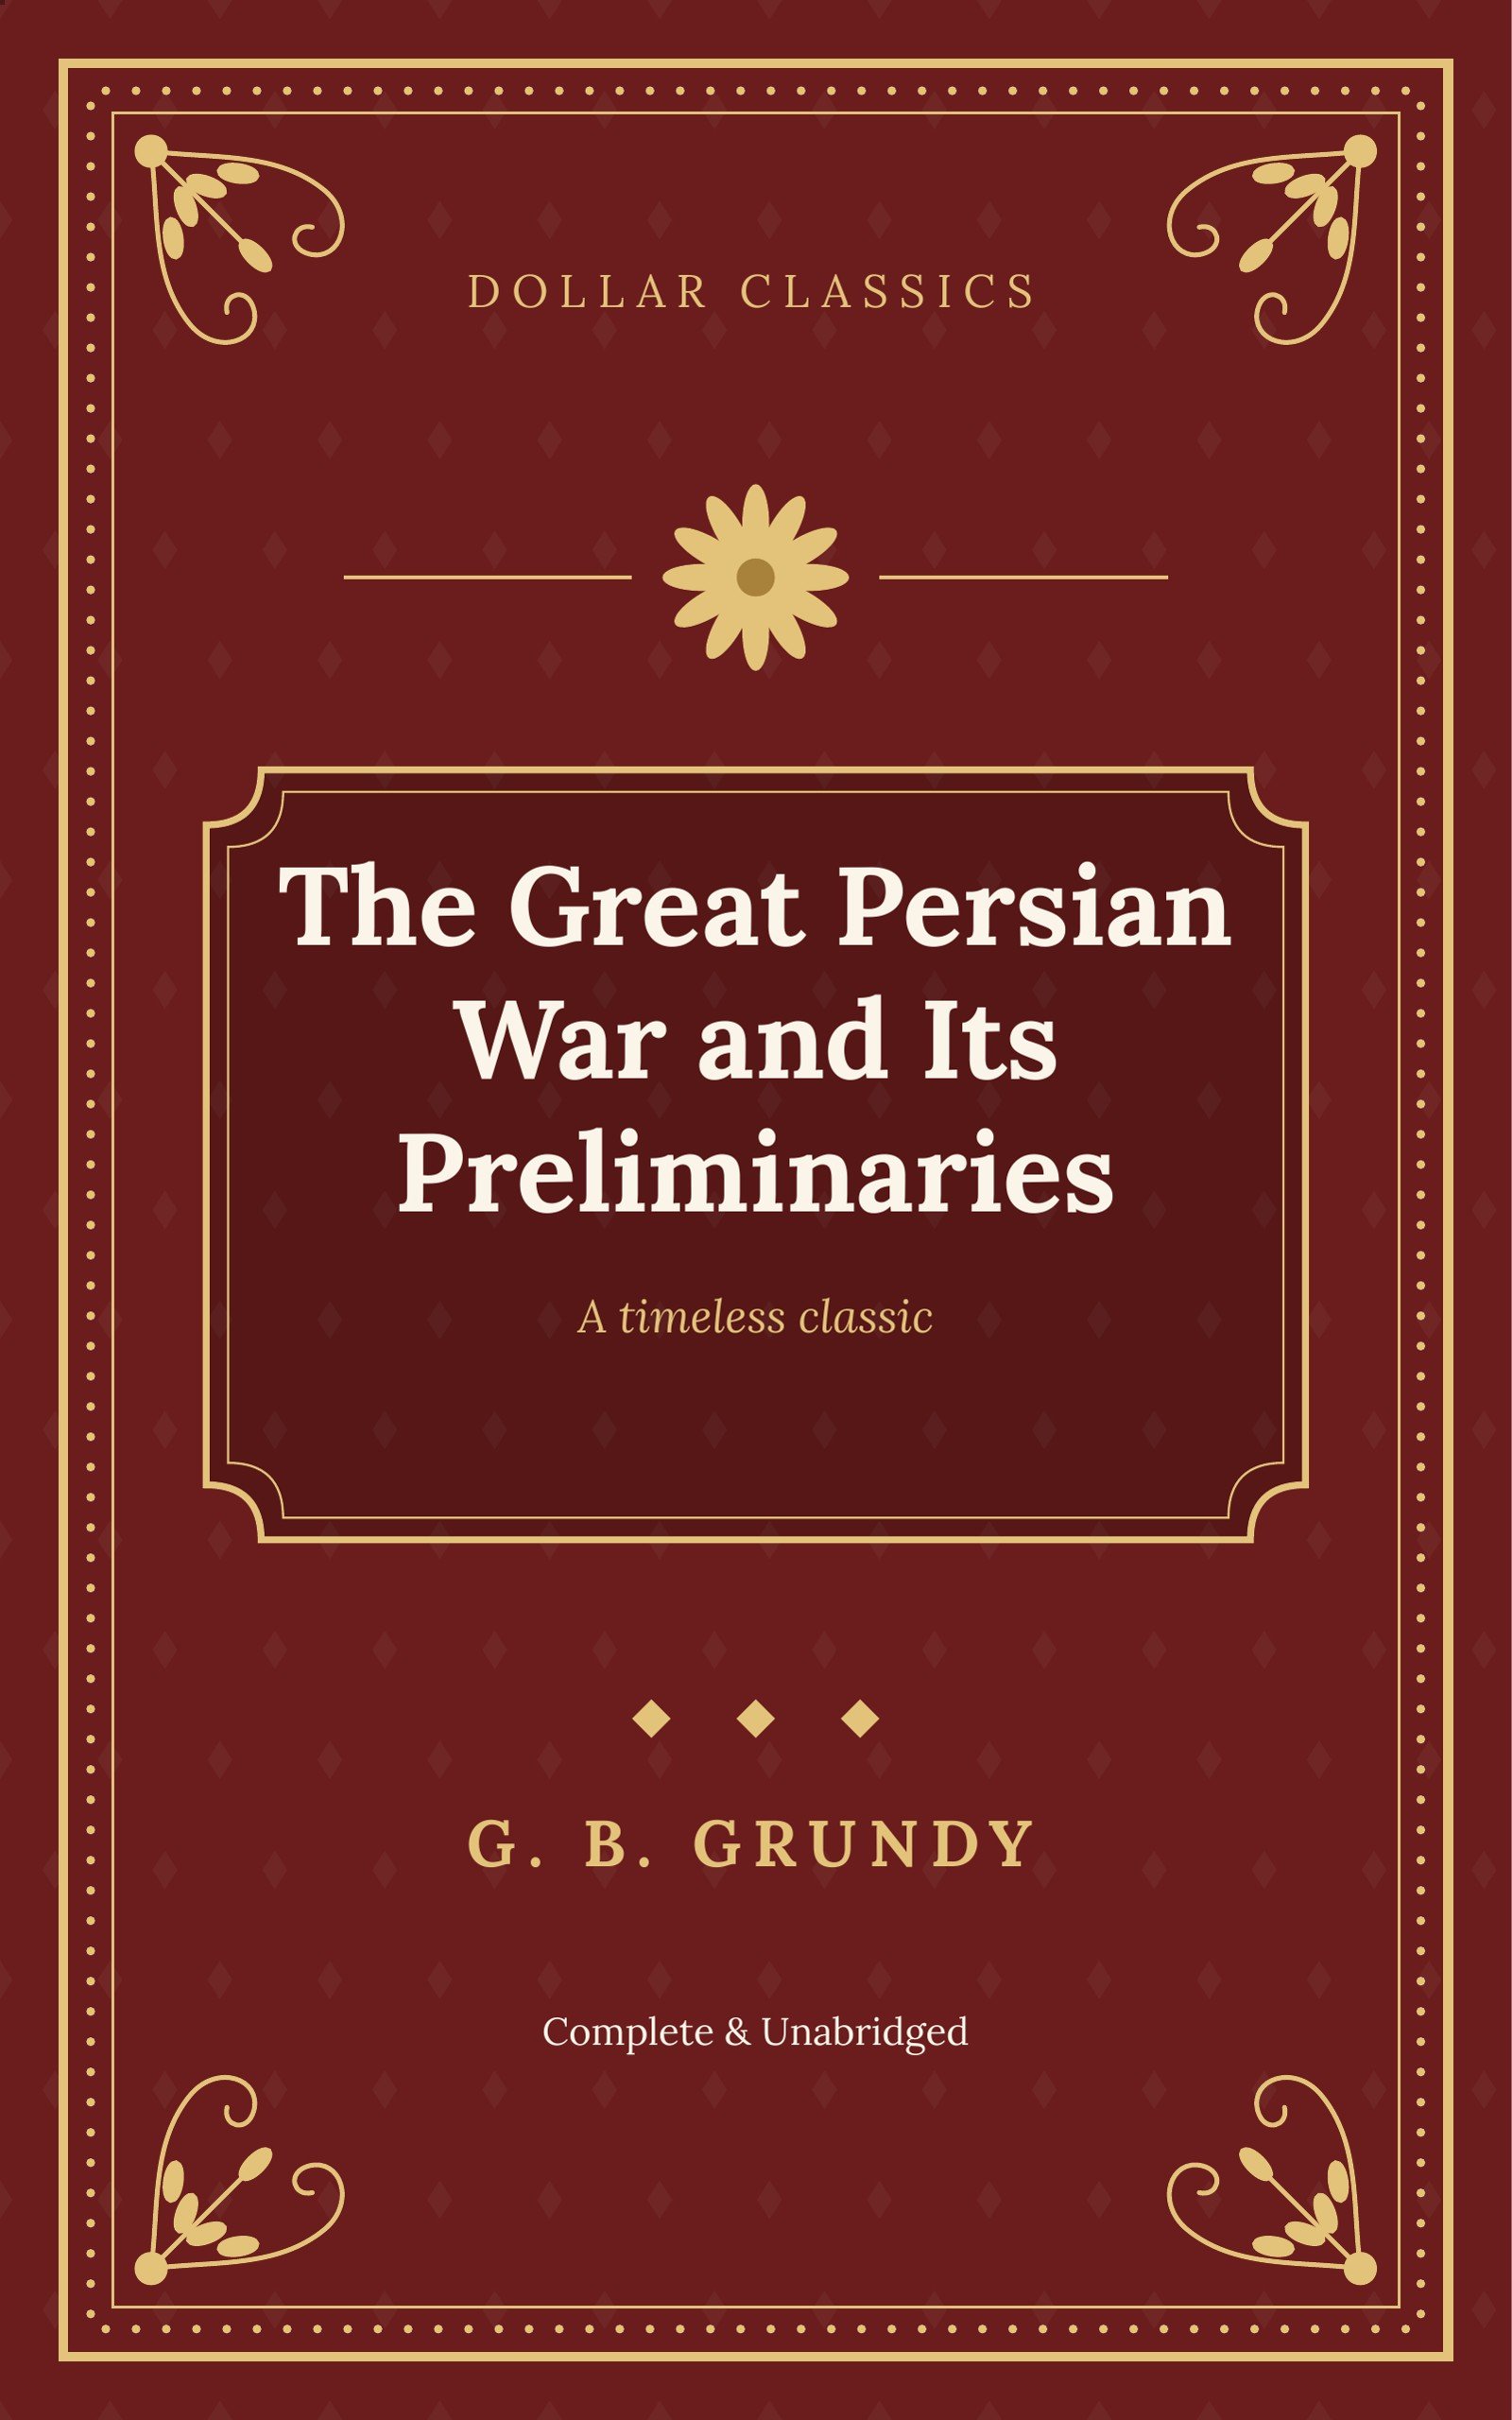 DOLLAR CLASSICS
The Great Persian
War and Its
Preliminaries
A timeless classic
G. B. GRUNDY
Complete & Unabridged